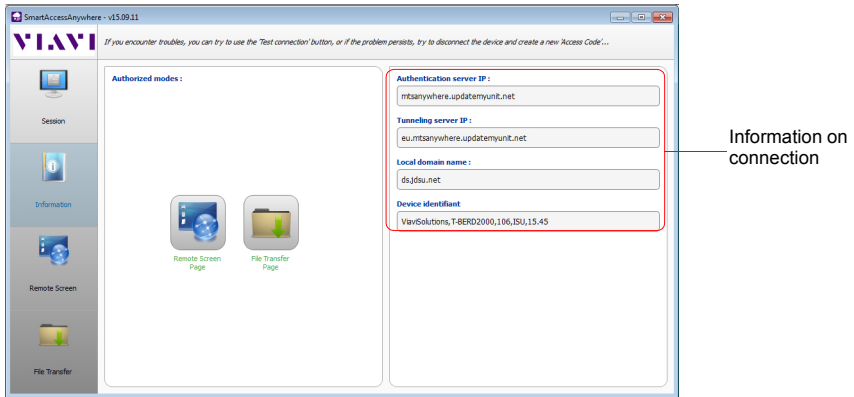 SmartAccessAnywhere - v15.09.11
VIAVI
If you encounter troubles, you can try to use the 'Test connection' button, or if the problem persists, try to disconnect the device and create a new 'Access Code'...
Session
Information
Remote Screen
File Transfer
Authorized modes :
Remote Screen
Page
File Transfer
Page
Authentication server IP :
mtsanywhere.updatemyunit.net
Tunneling server IP :
eu.mtsanywhere.updatemyunit.net
Local domain name :
ds.jdsu.net
Device identifiant
ViaviSolutions,T-BERD2000,106,ISU,15.45
Information on
connection